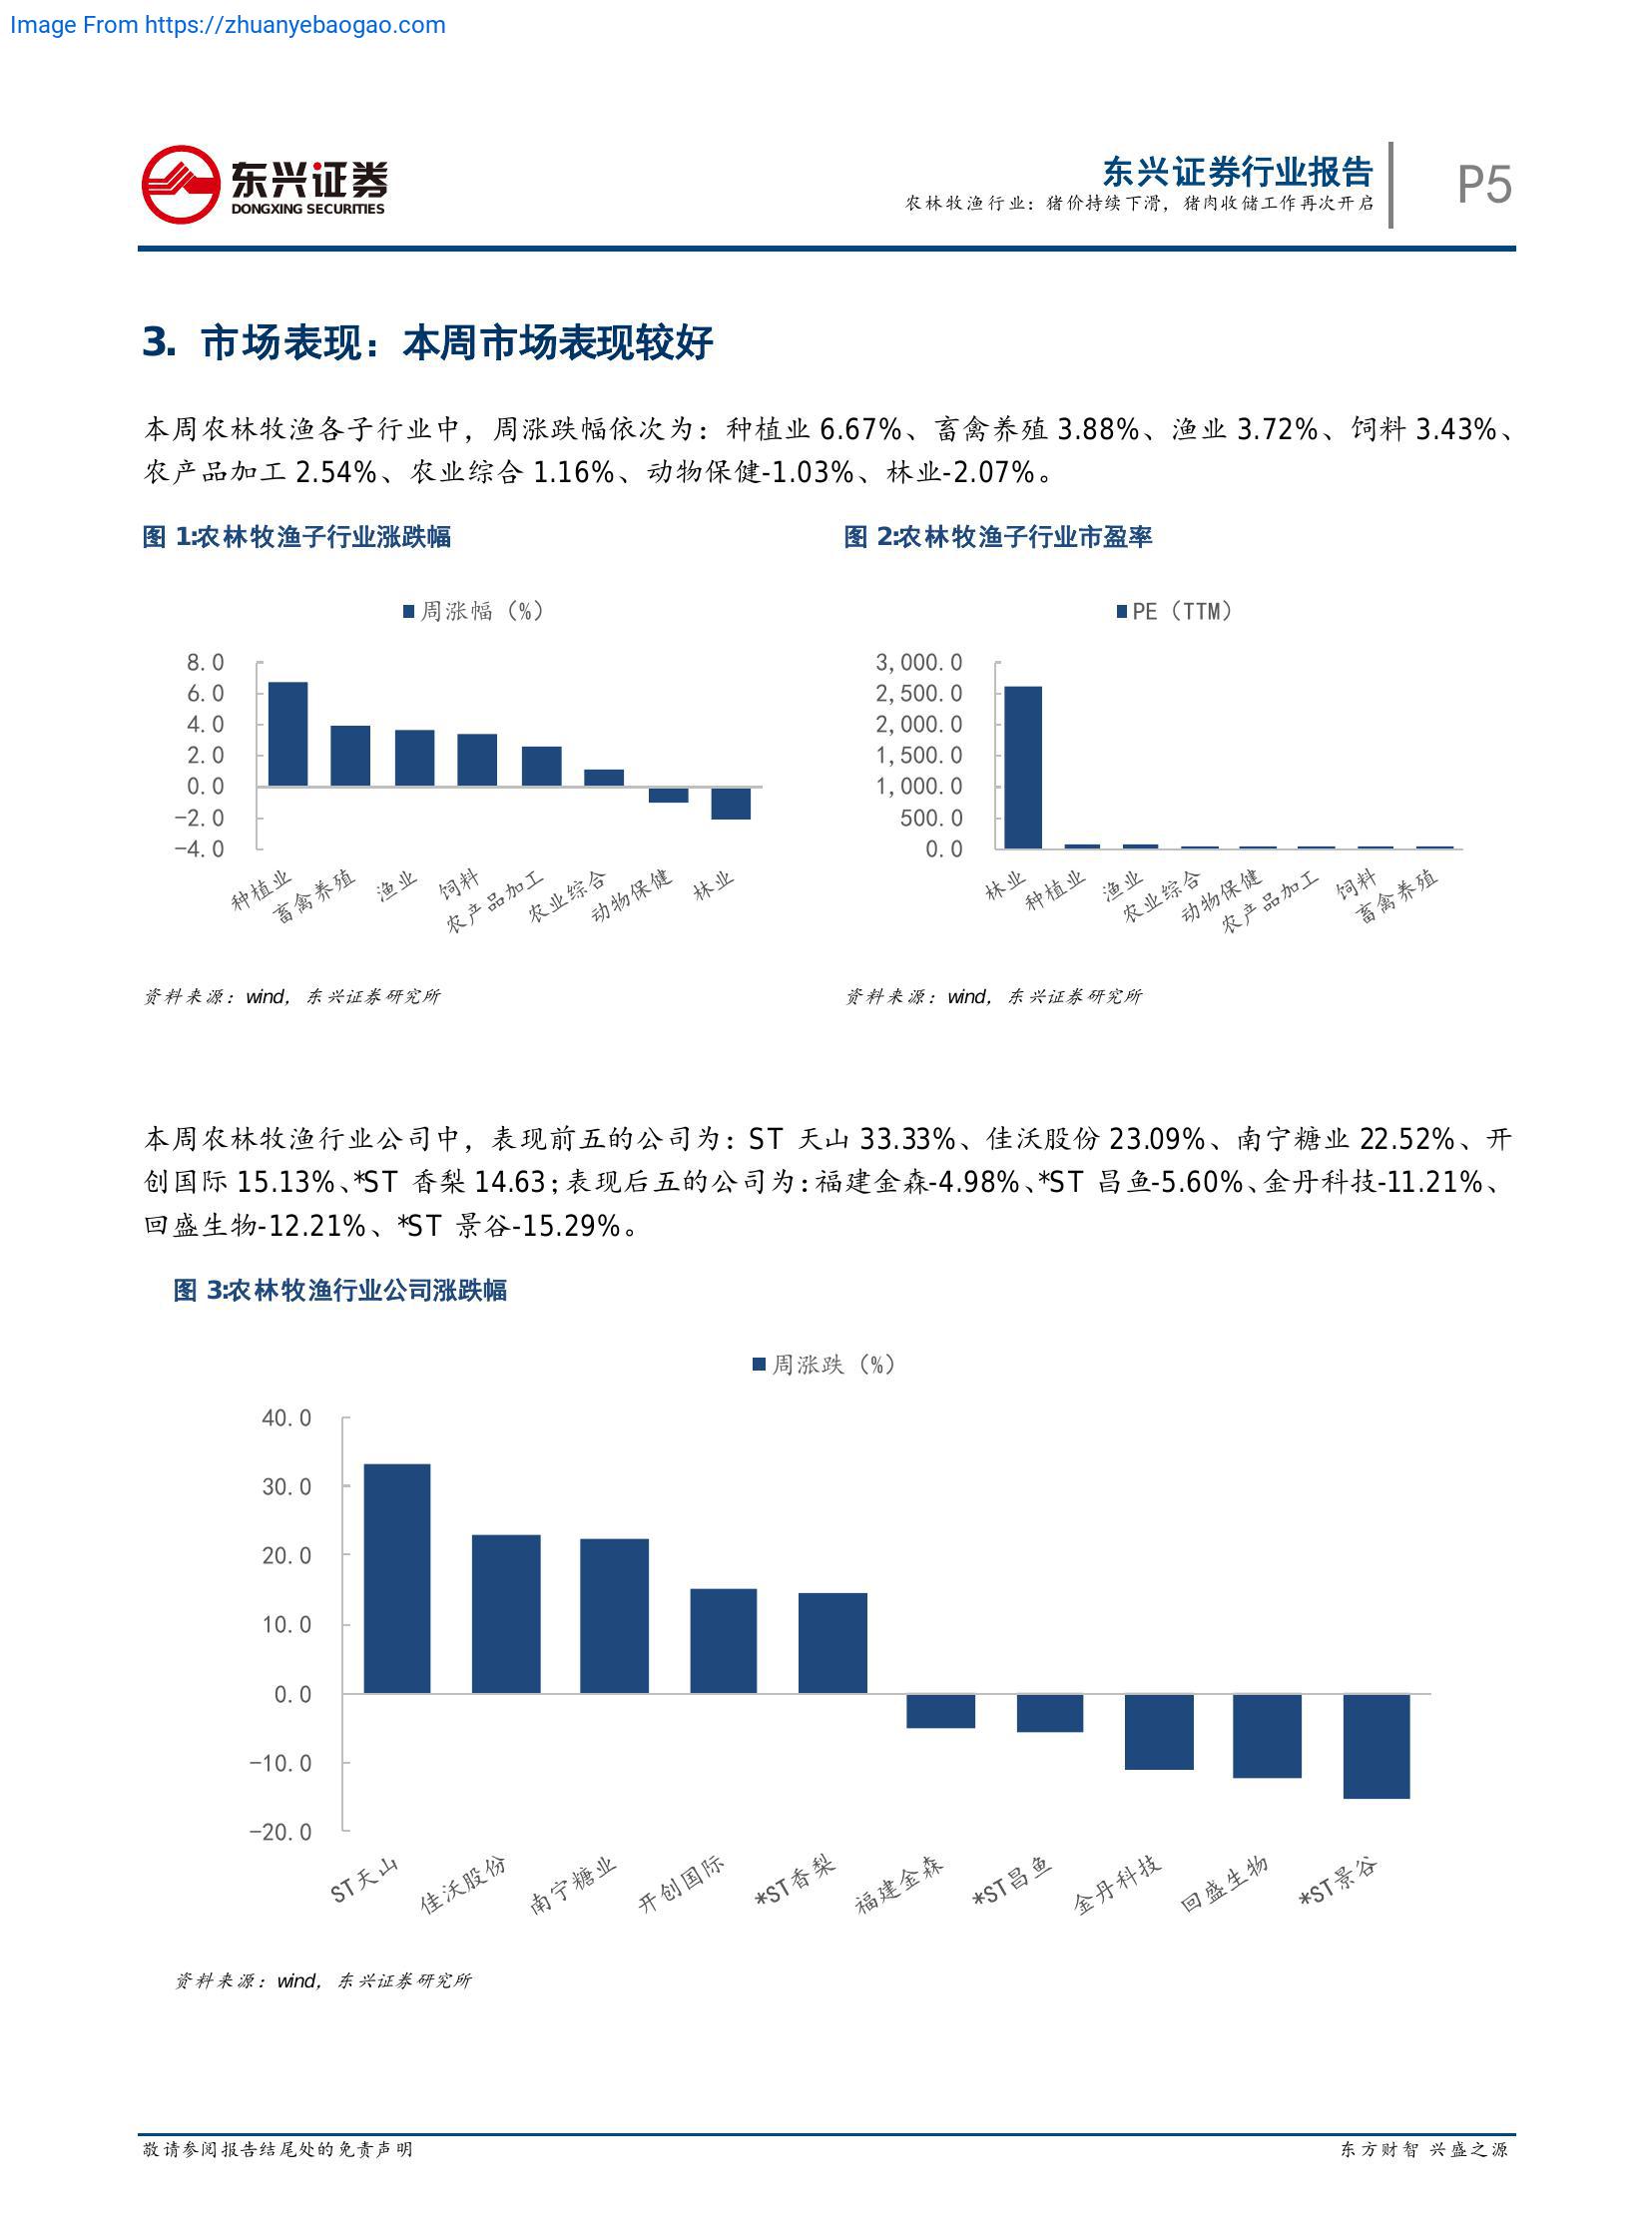 Image From https://zhuanyebaogao.com
东兴证券
DONGXING SECURITIES
东兴证券行业报告
农林牧渔行业：猪价持续下滑，猪肉收储工作再次开启
P5
3. 市场表现：本周市场表现较好
本周农林牧渔各子行业中，周涨跌幅依次为：种植业 6.67%、畜禽养殖 3.88%、渔业 3.72%、饲料 3.43%、
农产品加工 2.54%、农业综合 1.16%、动物保健-1.03%、林业-2.07%。
图 1:农林牧渔子行业涨跌幅
周涨幅（%）
8.0
6.0
4.0
2.0
0.0
-2.0
-4.0
种植业 畜禽养殖 渔业 饲料 农产品加工 农业综合 动物保健 林业
资料来源：wind，东兴证券研究所
图 2:农林牧渔子行业市盈率
PE（TTM）
3,000.0
2,500.0
2,000.0
1,500.0
1,000.0
500.0
0.0
林业 种植业 渔业 农业综合 动物保健 农产品加工 饲料 畜禽养殖
资料来源：wind，东兴证券研究所
本周农林牧渔行业公司中，表现前五的公司为：ST 天山 33.33%、佳沃股份 23.09%、南宁糖业 22.52%、开
创国际 15.13%、*ST 香梨 14.63；表现后五的公司为：福建金森-4.98%、*ST 昌鱼-5.60%、金丹科技-11.21%、
回盛生物-12.21%、*ST 景谷-15.29%。
图 3:农林牧渔行业公司涨跌幅
周涨跌（%）
40.0
30.0
20.0
10.0
0.0
-10.0
-20.0
ST天山 佳沃股份 南宁糖业 开创国际 *ST香梨 福建金森 *ST昌鱼 金丹科技 回盛生物 *ST景谷
资料来源：wind，东兴证券研究所
敬请参阅报告结尾处的免责声明
东方财智 兴盛之源